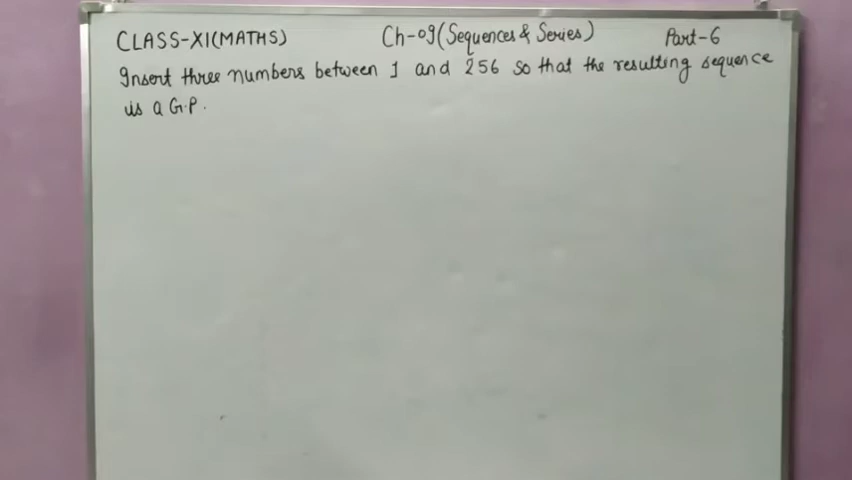 CLASS-XI(MATHS) Ch-09(Sequences & Series) Part-6
Insert three numbers between 1 and 256 so that the resulting sequence
is a G.P.